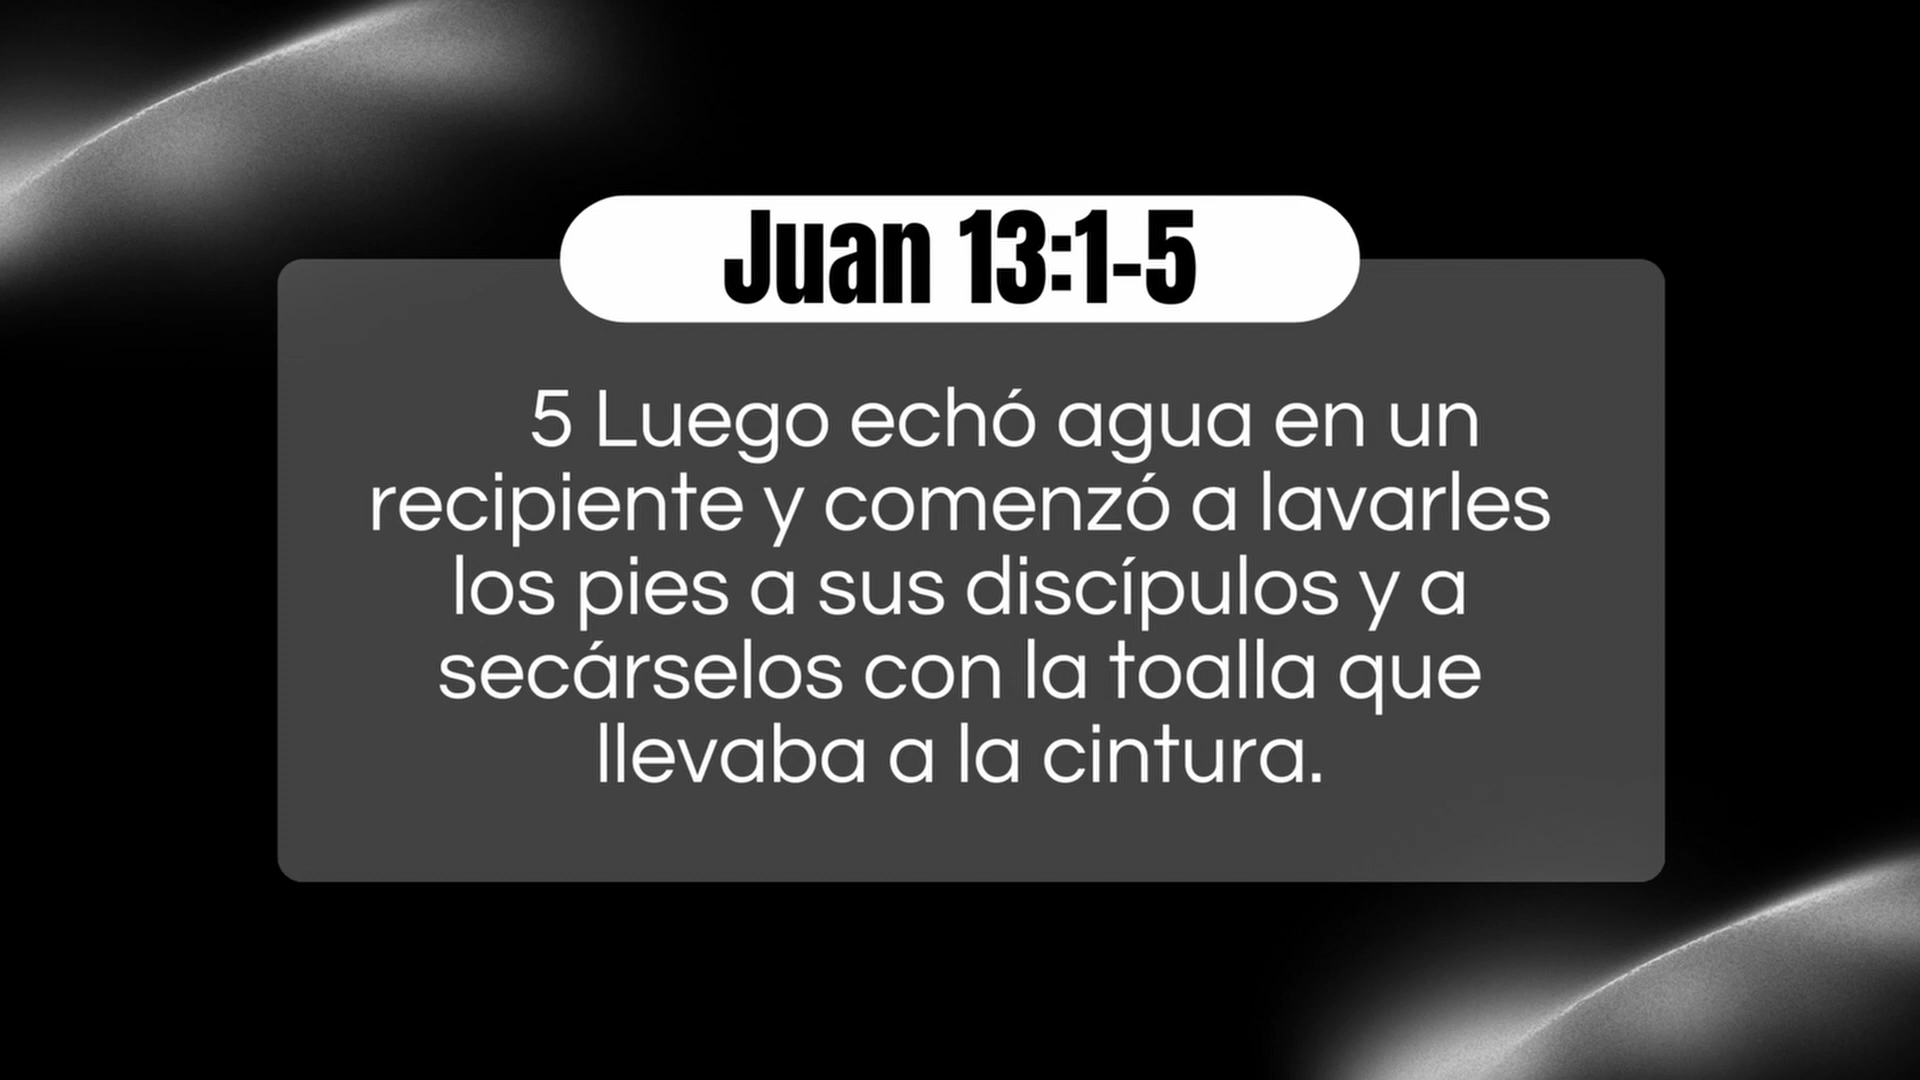 Juan 13:1-5
5 Luego echó agua en un
recipiente y comenzó a lavarles
los pies a sus discípulos y a
secárselos con la toalla que
llevaba a la cintura.